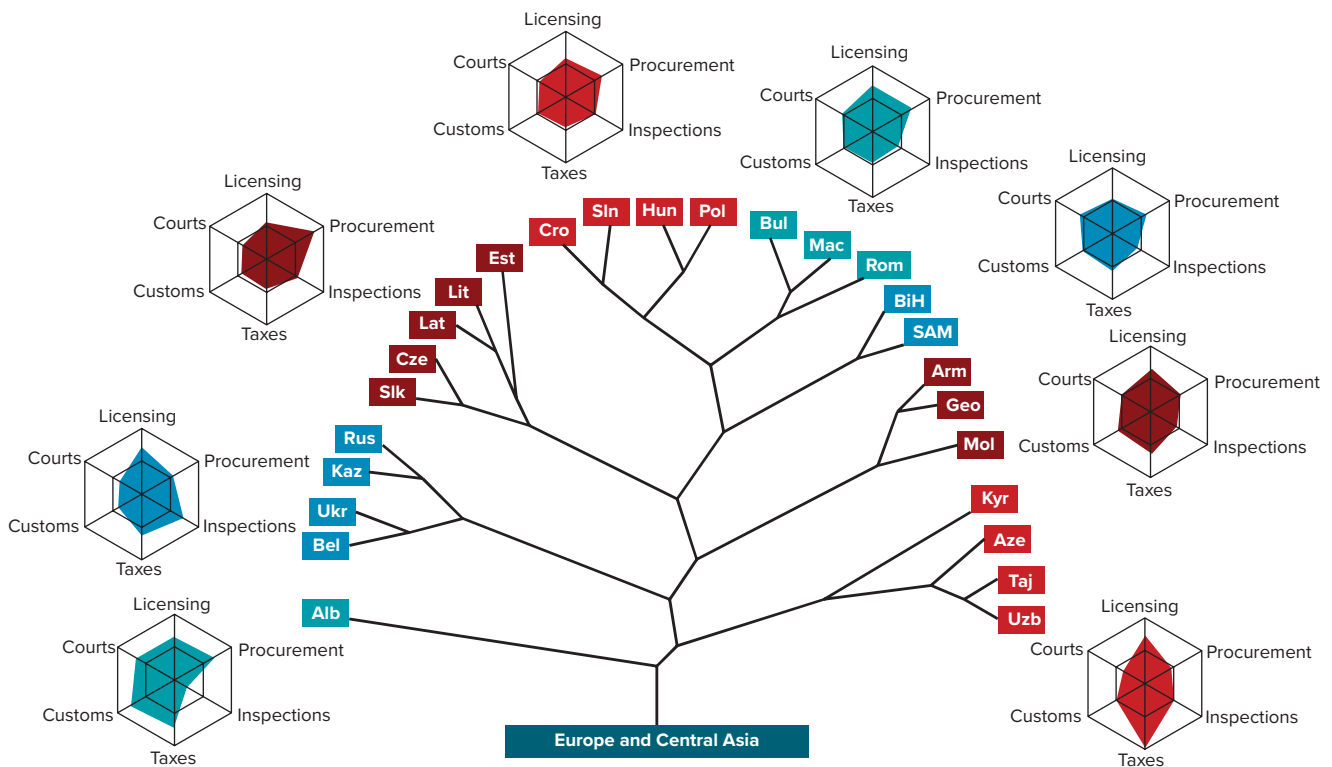 Licensing
Courts
Procurement
Customs
Inspections
Taxes
Licensing
Courts
Procurement
Customs
Inspections
Taxes
Licensing
Courts
Procurement
Customs
Inspections
Taxes
Licensing
Courts
Procurement
Customs
Inspections
Taxes
Licensing
Courts
Procurement
Customs
Inspections
Taxes
Licensing
Courts
Procurement
Customs
Inspections
Taxes
Licensing
Courts
Procurement
Customs
Inspections
Taxes
Licensing
Courts
Procurement
Customs
Inspections
Taxes
Alb
Bel
Ukr
Kaz
Rus
Slk
Cze
Lat
Lit
Est
Cro
Sln
Hun
Pol
Bul
Mac
Rom
BiH
SAM
Arm
Geo
Mol
Kyr
Aze
Taj
Uzb
Europe and Central Asia